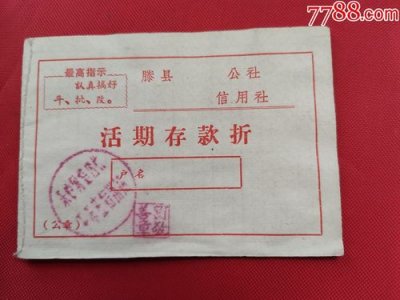 7788.com
最高指示
认真搞好
斗、批、改。
滕县 公社
信用社
活期存款折
户名
(公章)